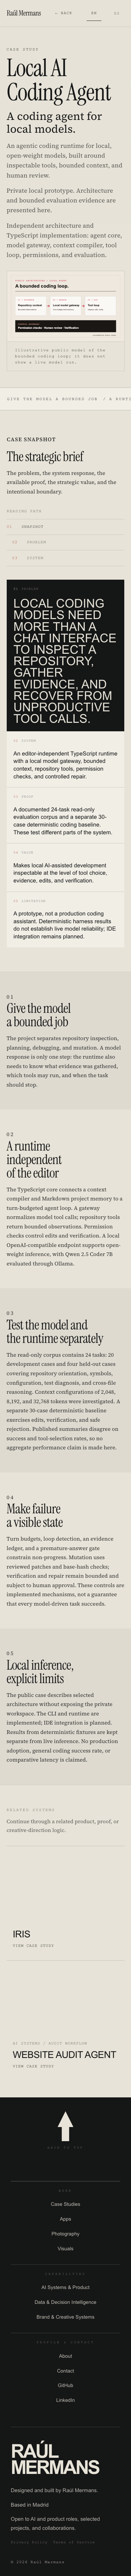 Raúl Mermans
← BACK
EN
CASE STUDY
Local AI
Coding Agent
A coding agent for
local models.
An agentic coding runtime for local,
open-weight models, built around
inspectable tools, bounded context, and
human review.
Private local prototype. Architecture
and bounded evaluation evidence are
presented here.
Independent architecture and
TypeScript implementation: agent core,
model gateway, context compiler, tool
loop, permissions, and evaluation.
A bounded coding loop.
Illustrative public model of the
bounded coding loop; it does not
show a live model run.
GIVE THE MODEL A BOUNDED JOB
CASE SNAPSHOT
The strategic brief
The problem, the system response, the
available proof, the strategic value, and the
intentional boundary.
READING PATH
01 SNAPSHOT
02 PROBLEM
03 SYSTEM
LOCAL CODING
MODELS NEED
MORE THAN A
CHAT INTERFACE
TO INSPECT A
REPOSITORY,
GATHER
EVIDENCE, AND
RECOVER FROM
UNPRODUCTIVE
TOOL CALLS.
An editor-independent TypeScript runtime
with a local model gateway, bounded
context, repository tools, permission
checks, and controlled repair.
A documented 24-task read-only
evaluation corpus and a separate 30-
case deterministic baseline.
These test different parts of the system.
Makes local AI-assisted development
inspectable at the level of tool choice,
evidence, edits, and verification.
A prototype, not a production coding
assistant. Deterministic harness results
do not establish live model reliability; IDE
integration remains planned.
01
Give the model
a bounded job
The project separates repository inspection,
planning, debugging, and mutation. A model
response is only one step: the runtime also
needs to know what evidence was gathered,
which tools may run, and when the task
should stop.
02
A runtime
independent
of the editor
The TypeScript core connects a context
compiler and Markdown project memory to a
turn-budgeted agent loop. A gateway
normalizes model tool calls; repository tools
return bounded observations. Permission
checks control edits and verification. A local
OpenAI-compatible endpoint supports open-
weight inference, with Qwen 2.5 Coder 7B
evaluated through Ollama.
03
Test the model and
the runtime separately
The read-only corpus contains 24 tasks: 20
development cases and four held-out cases
covering repository orientation, symbols,
configuration, test diagnosis, and cross-file
reasoning. Context configurations of 2,048,
8,192, and 32,768 tokens were included. A
separate 30-case deterministic baseline
exercises edits, verification, and rejection
paths. Published summaries disagree on
some success and tool-selection rates, so no
aggregate performance claim is made here.
04
Make failure
a visible state
Turn budgets, loop detection, an evidence
ledger, and a premature-answer gate
constrain non-progress. Mutation uses
reviewed patches and base-hash checks;
verification and repair remain bounded and
subject to human approval. These controls are
implemented mechanisms, not a guarantee
that every model-driven task succeeds.
05
Local inference,
explicit limits
The public case describes selected
architecture without exposing the private
workspace. The CLI and runtime are
implemented; IDE integration is planned.
Results from deterministic fixtures are kept
separate from live inference. No production
adoption, general coding success rate, or
comparative latency is claimed.
RELATED SYSTEMS
Continue through a related product, proof, or
creative-direction logic.
IRIS
VIEW CASE STUDY
AI SYSTEMS / AUDIT WORKFLOW
WEBSITE AUDIT AGENT
VIEW CASE STUDY
BACK TO TOP
WORK
Case Studies
Apps
Photography
Visuals
CAPABILITIES
AI Systems & Product
Data & Decision Intelligence
Brand & Creative Systems
PROFILE & CONTACT
About
Contact
GitHub
LinkedIn
RAÚL
MERMANS
Designed and built by Raúl Mermans.
Based in Madrid
Open to AI and product roles, selected
projects, and collaborations.
Privacy Policy Terms of Service
© 2026 Raúl Mermans